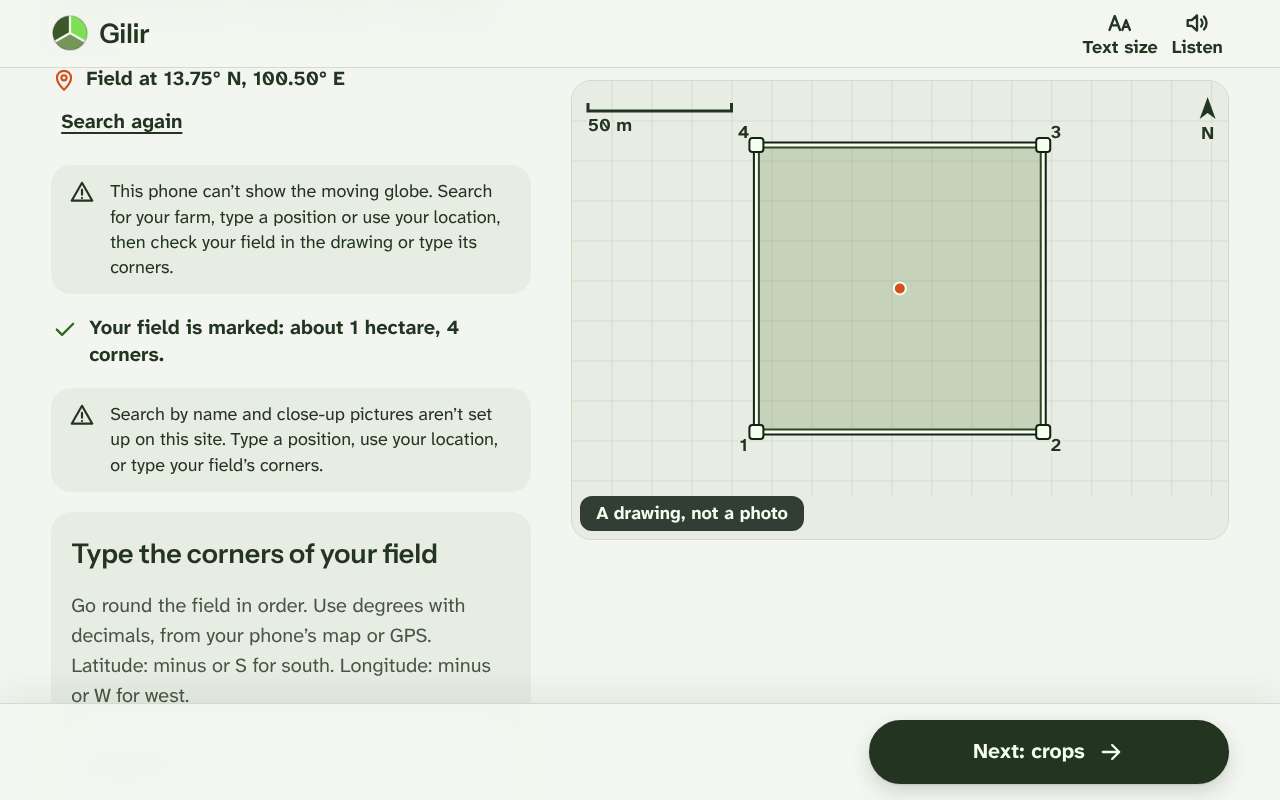 Gilir
Text size
Listen
Field at 13.75° N, 100.50° E
Search again
This phone can’t show the moving globe. Search
for your farm, type a position or use your location,
then check your field in the drawing or type its
corners.
Your field is marked: about 1 hectare, 4
corners.
Search by name and close-up pictures aren’t set
up on this site. Type a position, use your location,
or type your field’s corners.
Type the corners of your field
Go round the field in order. Use degrees with
decimals, from your phone’s map or GPS.
Latitude: minus or S for south. Longitude: minus
or W for west.
50 m
N
4
3
1
2
A drawing, not a photo
Next: crops